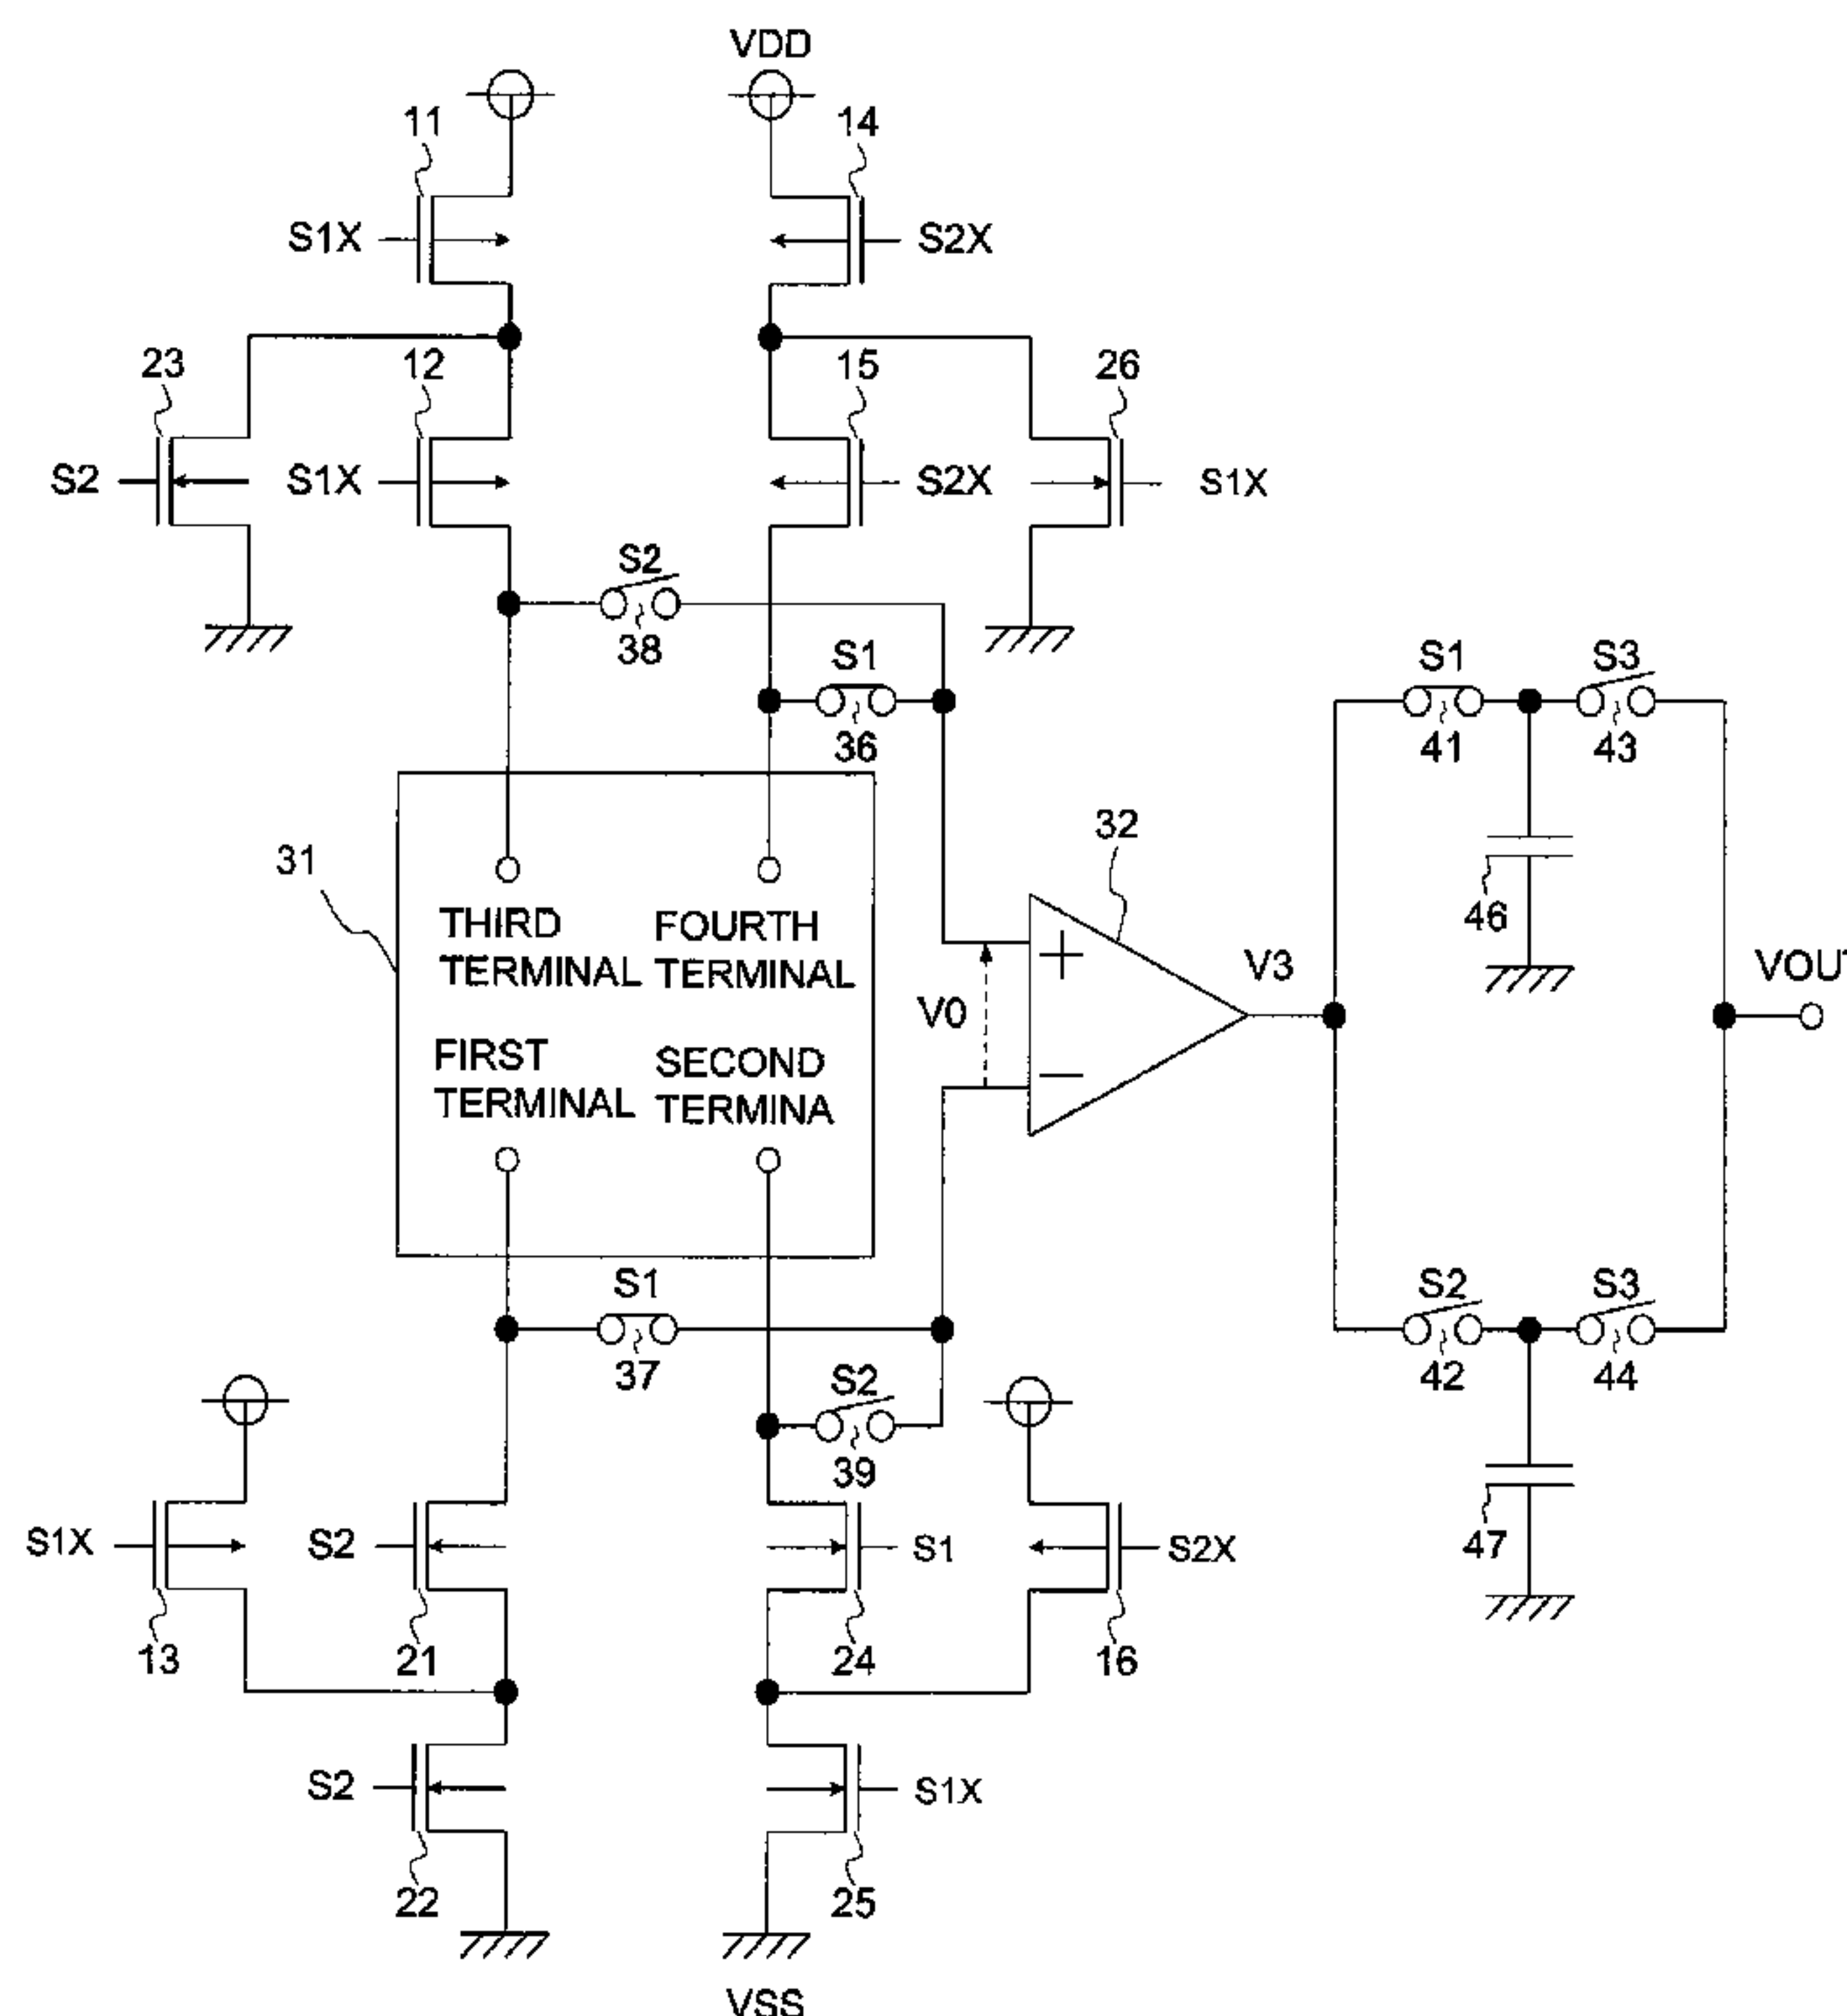 VDD
11
14
S1X
S2X
23
12
15
26
S2
S1X
S2X
S1X
S2
38
S1
36
S1
41
S3
43
46
31
32
THIRD
TERMINAL
FOURTH
TERMINAL
V0
V3
VOUT
FIRST
TERMINAL
SECOND
TERMINA
S1
37
S2
39
S2
42
S3
44
47
S1X
S2
S1
S2X
13
21
24
16
S2
S1X
22
25
VSS